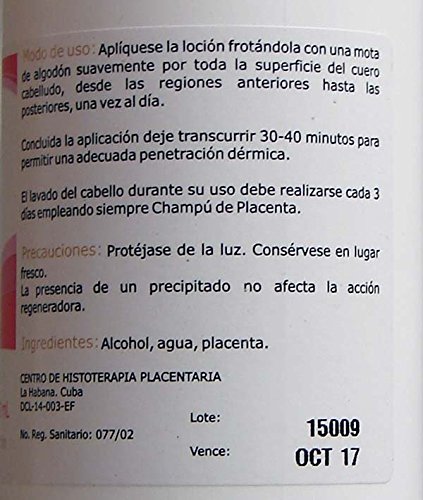 Modo de uso: Aplíquese la loción frotándola con una mota
de algodón suavemente por toda la superficie del cuero
cabelludo, desde las regiones anteriores hasta las
posteriores, una vez al día.
Concluida la aplicación deje transcurrir 30-40 minutos para
permitir una adecuada penetración dérmica.
El lavado del cabello durante su uso debe realizarse cada 3
días empleando siempre Champú de Placenta.
Precauciones: Protéjase de la luz. Consérvese en lugar
fresco.
La presencia de un precipitado no afecta la acción
regeneradora.
Ingredientes: Alcohol, agua, placenta.
CENTRO DE HISTOTERAPIA PLACENTARIA
La Habana. Cuba
DCL-14-003-EF
No. Reg. Sanitario: 077/02
Lote: 15009
Vence: OCT 17